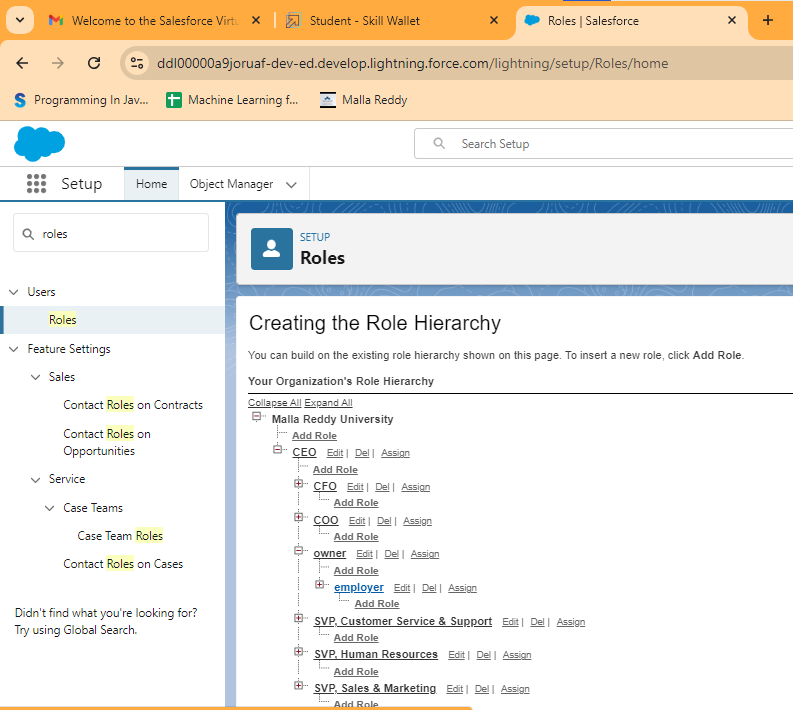 Welcome to the Salesforce Virtu
Student - Skill Wallet
Roles | Salesforce
ddl00000a9joruaf-dev-ed.develop.lightning.force.com/lightning/setup/Roles/home
Programming In Jav...
Machine Learning f...
Malla Reddy
Search Setup
Setup
Home
Object Manager
roles
Users
Roles
Feature Settings
Sales
Contact Roles on Contracts
Contact Roles on
Opportunities
Service
Case Teams
Case Team Roles
Contact Roles on Cases
Didn't find what you're looking for?
Try using Global Search.
SETUP
Roles
Creating the Role Hierarchy
You can build on the existing role hierarchy shown on this page. To insert a new role, click Add Role.
Your Organization's Role Hierarchy
Collapse All Expand All
Malla Reddy University
Add Role
CEO Edit | Del | Assign
Add Role
CFO Edit | Del | Assign
Add Role
COO Edit | Del | Assign
Add Role
owner Edit | Del | Assign
Add Role
employer Edit | Del | Assign
Add Role
SVP, Customer Service & Support Edit | Del | Assign
Add Role
SVP, Human Resources Edit | Del | Assign
Add Role
SVP, Sales & Marketing Edit | Del | Assign
Add Role